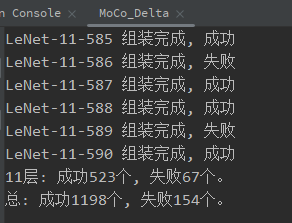 Console MoCo_Delta
LeNet-11-585 组装完成, 成功
LeNet-11-586 组装完成, 失败
LeNet-11-587 组装完成, 成功
LeNet-11-588 组装完成, 成功
LeNet-11-589 组装完成, 失败
LeNet-11-590 组装完成, 成功
11层: 成功523个, 失败67个。
总: 成功1198个, 失败154个。